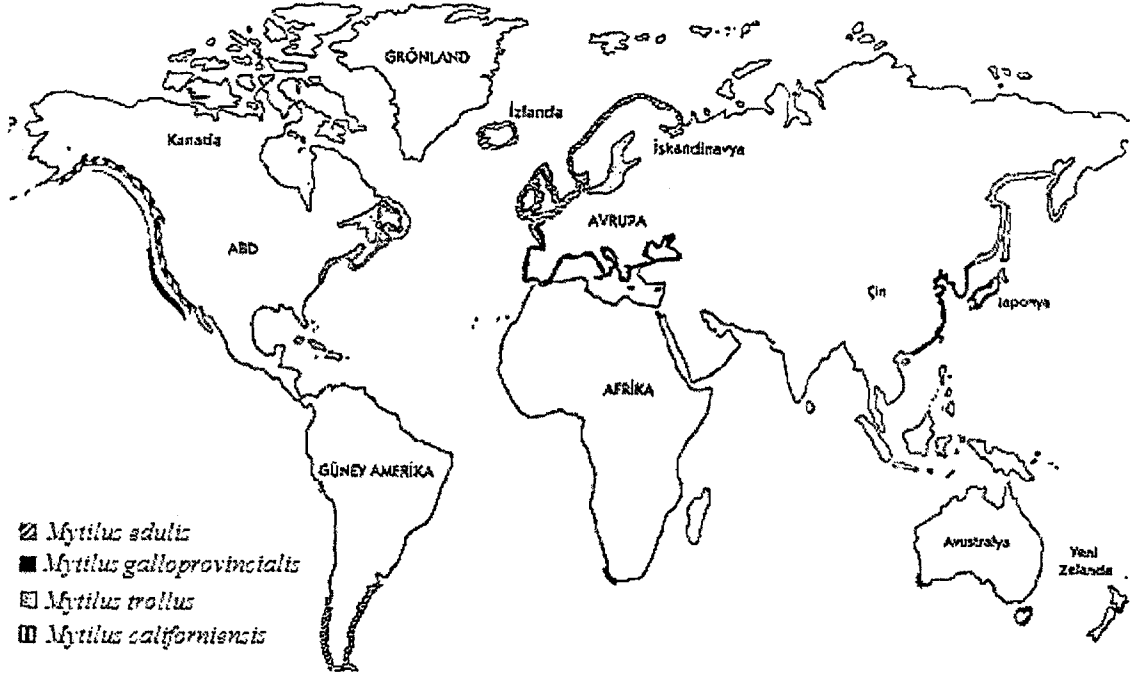 GRÖNLAND
İzlanda
Kanada
İskandinavya
AVRUPA
ABD
Çin
Japonya
AFRİKA
GÜNEY AMERİKA
Avustralya
Yeni
Zelanda
Mytilus edulis
Mytilus galloprovincialis
Mytilus trollus
Mytilus californiensis